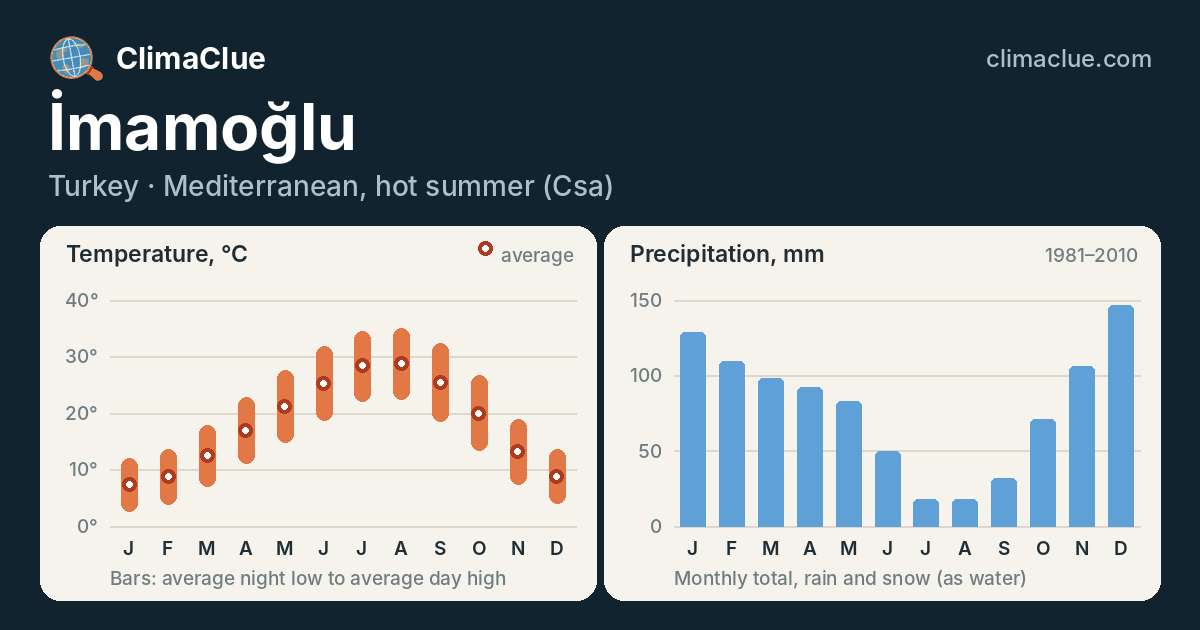 ClimaClue
climaclue.com
İmamoğlu
Turkey · Mediterranean, hot summer (Csa)
Temperature, °C
average
40°
30°
20°
10°
0°
J F M A M J J A S O N D
Bars: average night low to average day high
Precipitation, mm
1981–2010
150
100
50
0
J F M A M J J A S O N D
Monthly total, rain and snow (as water)